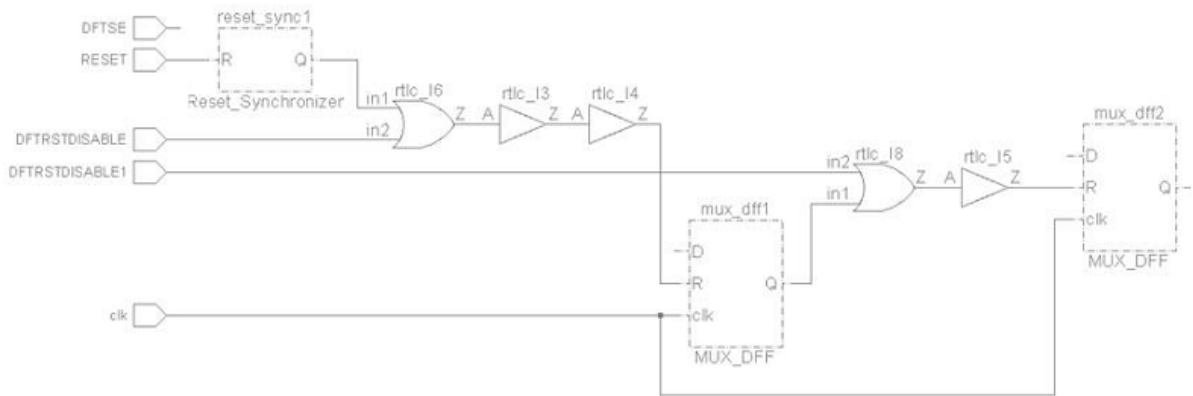 DFTSE
reset_sync1
RESET
R Q
Reset_Synchronizer
rtlc_I6
rtlc_I3
rtlc_I4
in1
in2
Z A Z A Z
mux_dff2
DFTRSTDISABLE
DFTRSTDISABLE1
D
in2
rtlc_I8
rtlc_I5
Z A Z
R
Q
in1
clk
mux_dff1
MUX_DFF
D
R Q
clk
clk
MUX_DFF